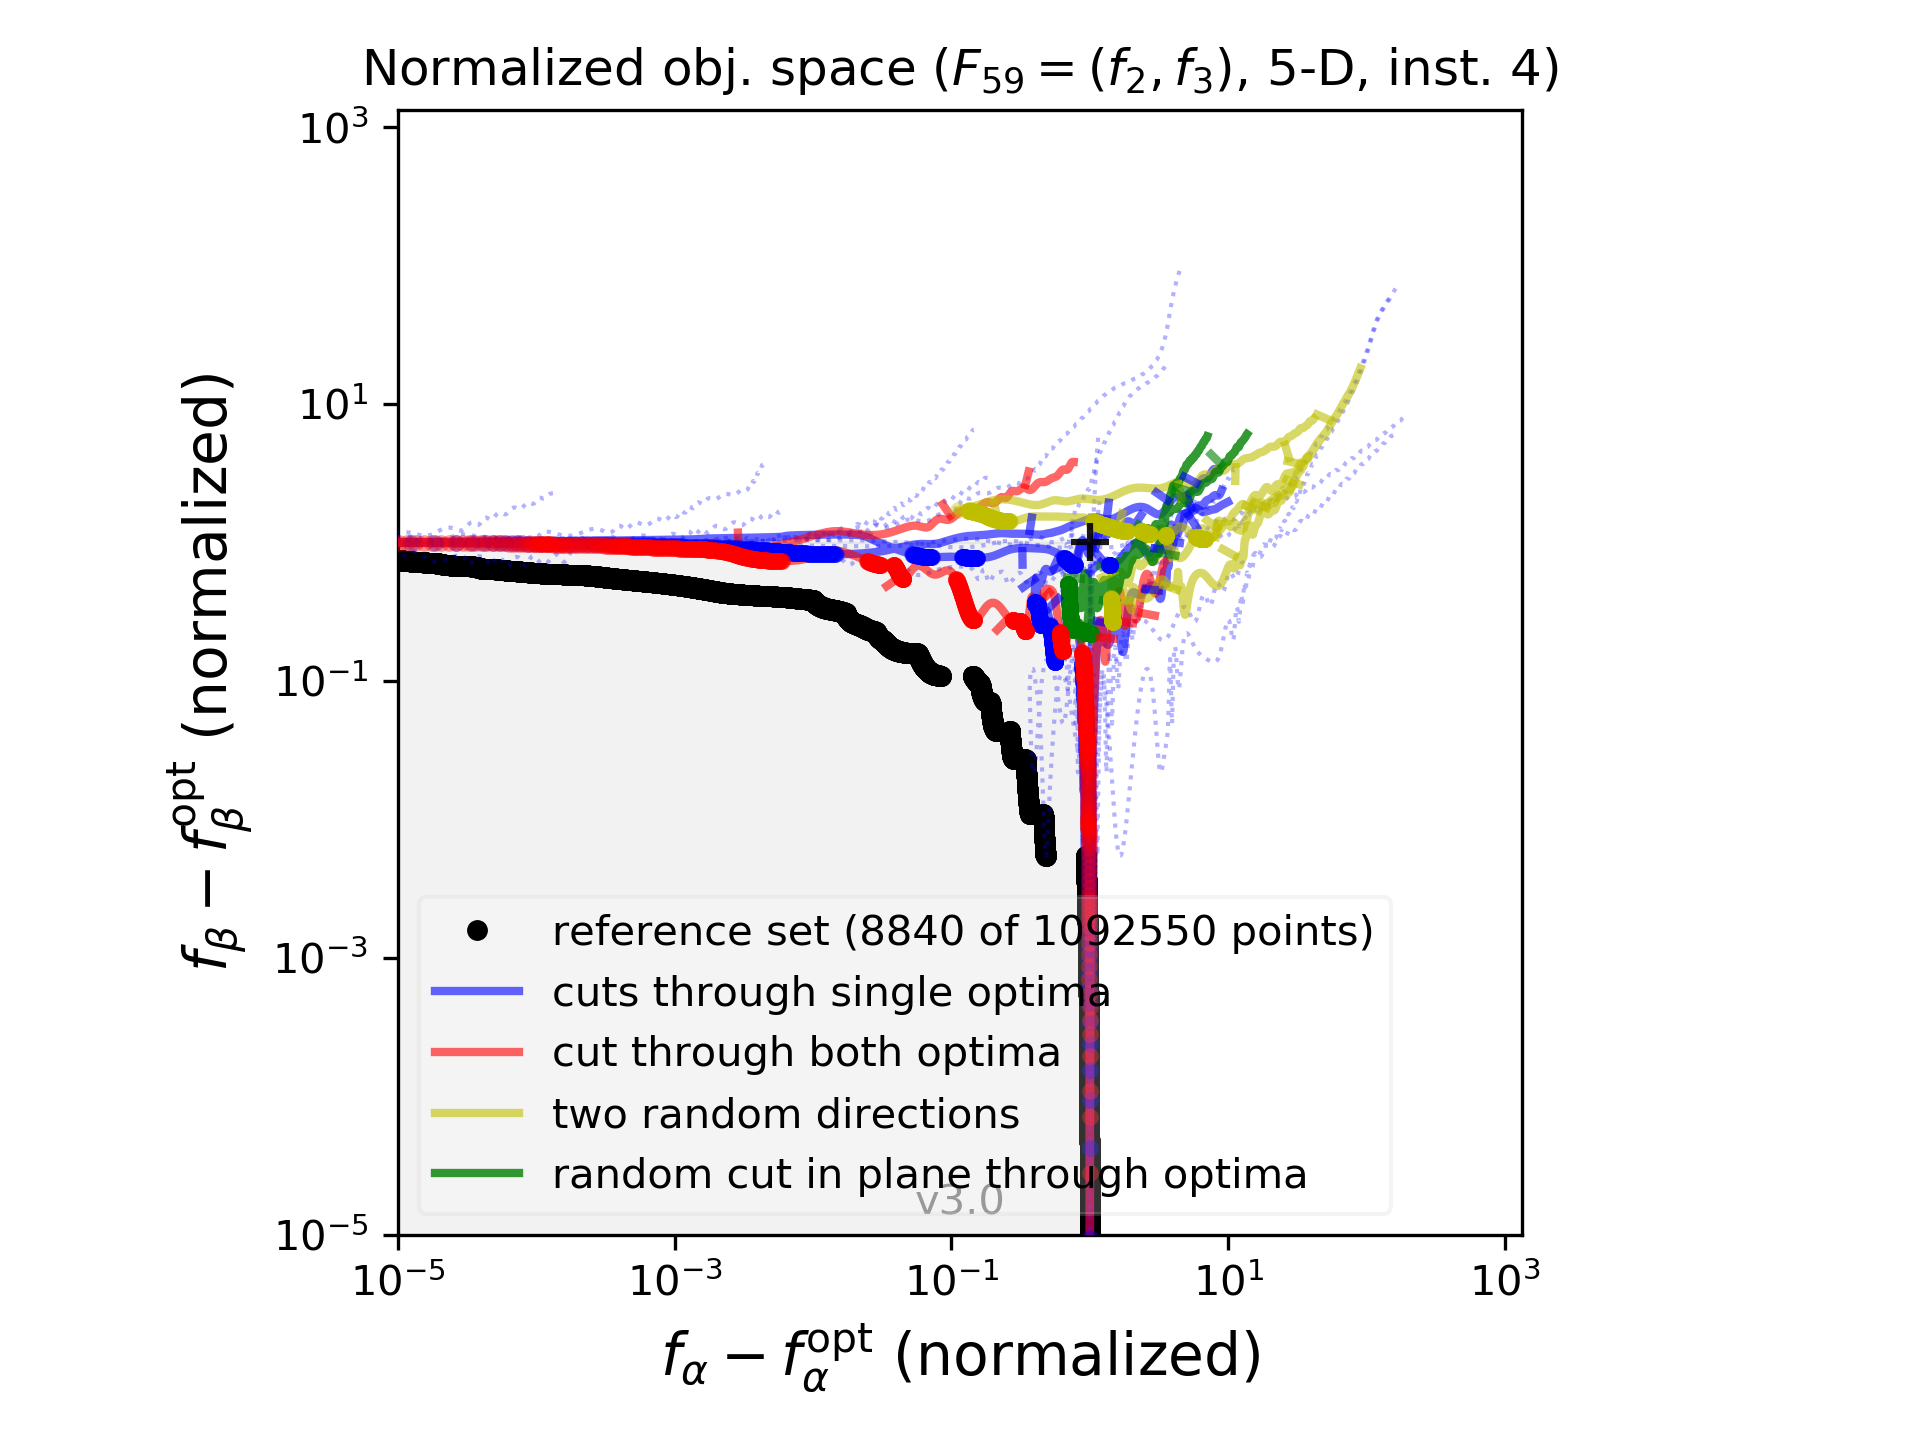 Normalized obj. space (F₅₉ = (f₂, f₃), 5-D, inst. 4)
10³
10¹
10⁻¹
10⁻³
10⁻⁵
f_β − f_β^opt (normalized)
reference set (8840 of 1092550 points)
cuts through single optima
cut through both optima
two random directions
random cut in plane through optima
v3.0
10⁻⁵ 10⁻³ 10⁻¹ 10¹ 10³
f_α − f_α^opt (normalized)